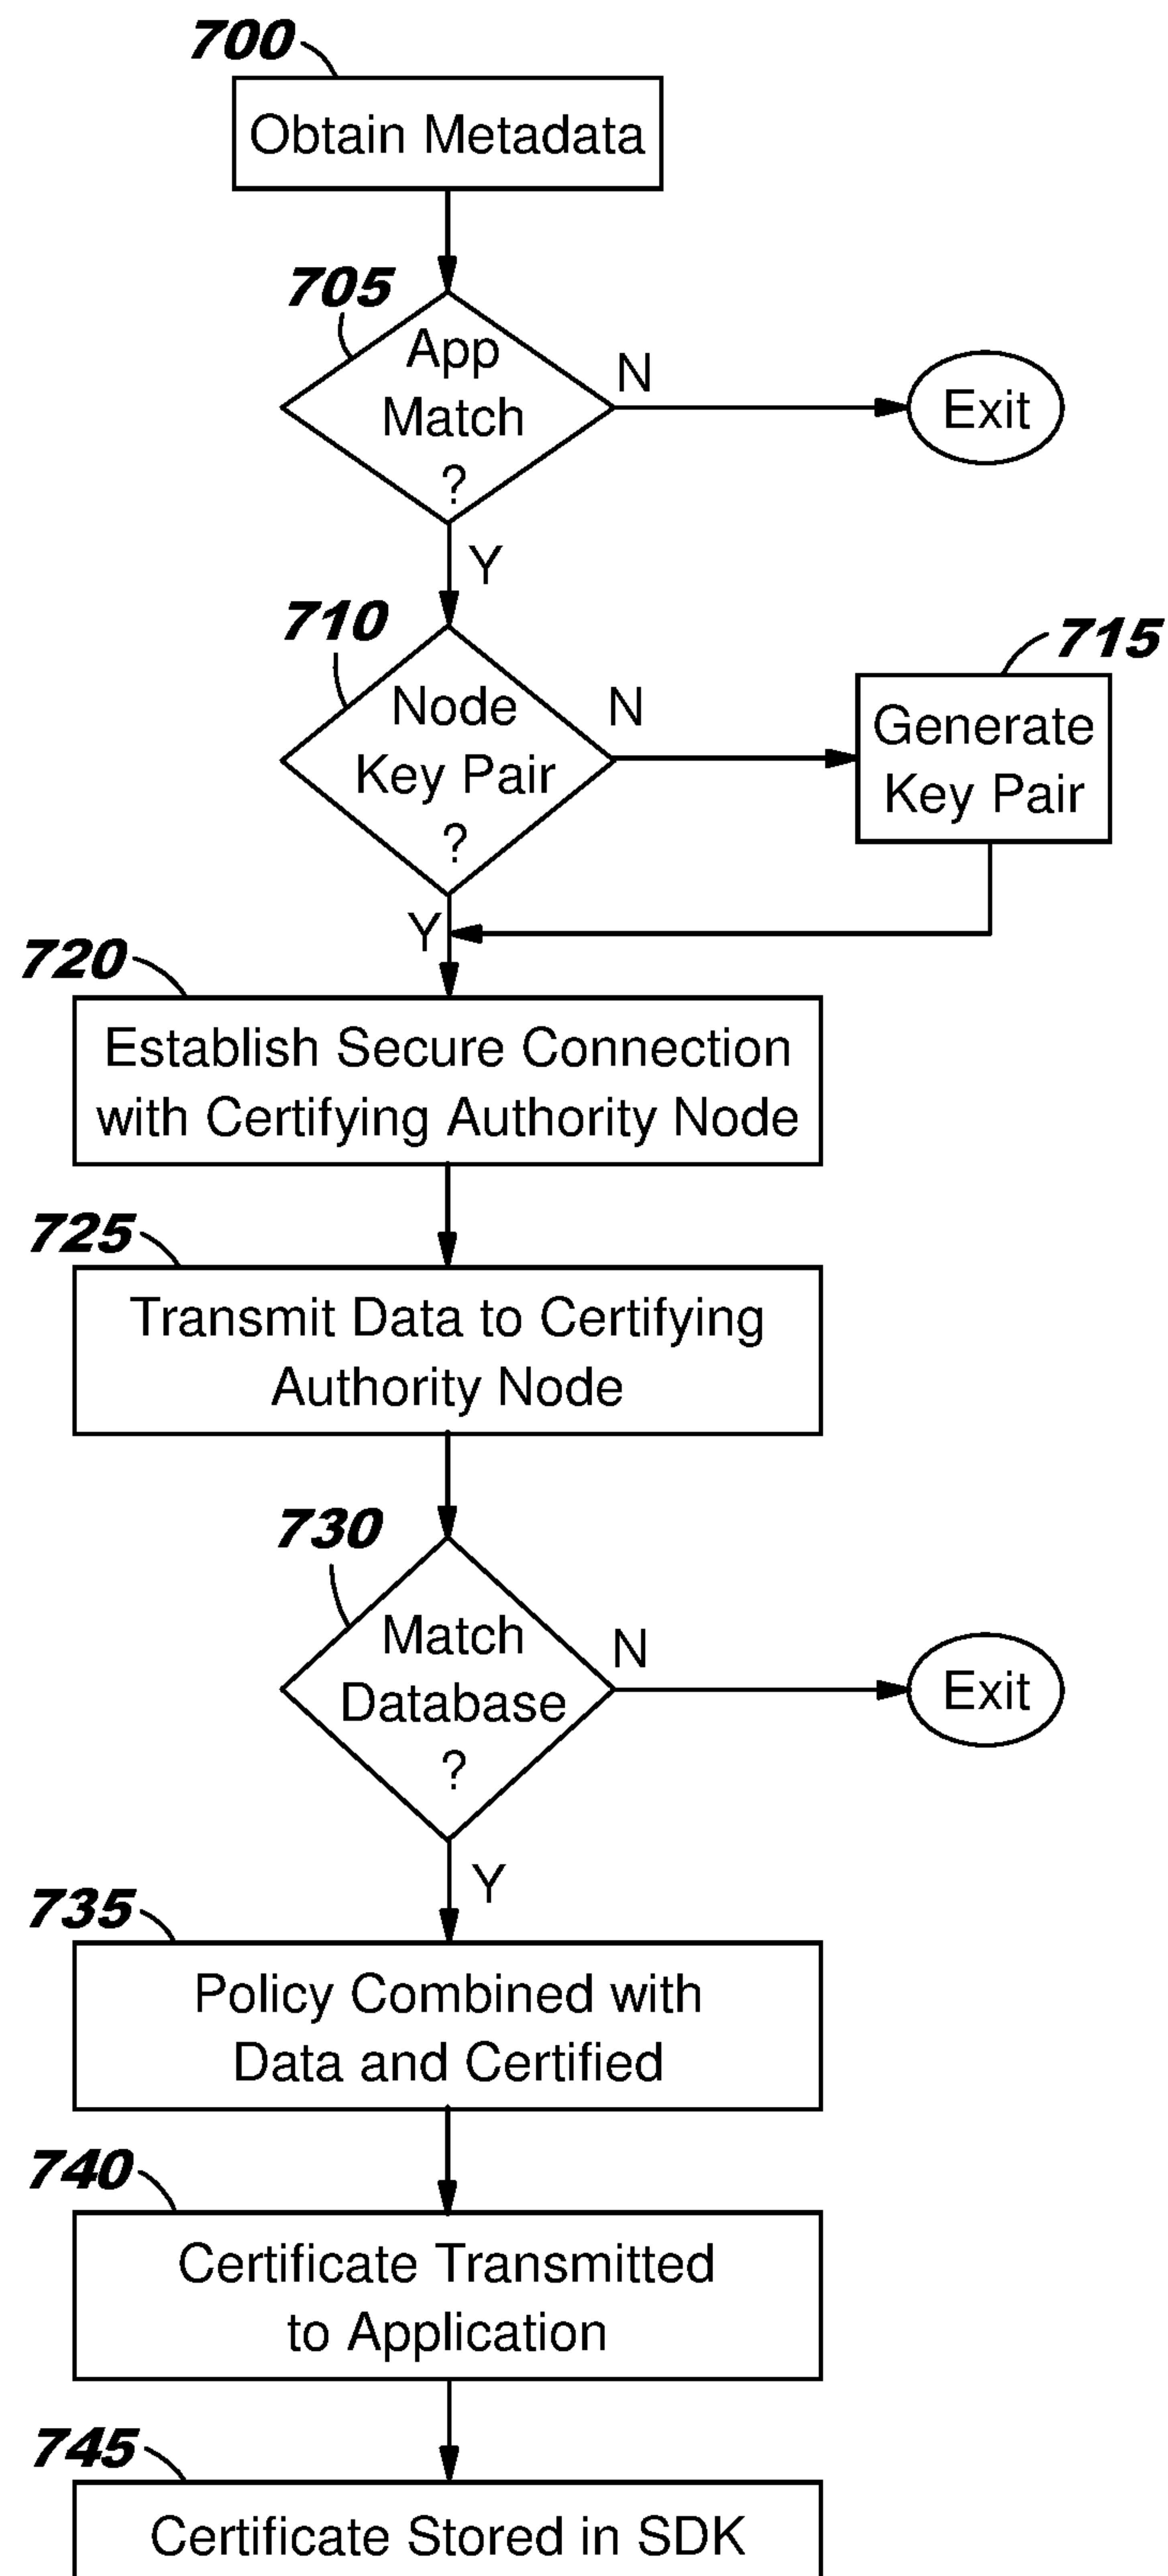 700
Obtain Metadata
705
App
Match
?
N
Exit
Y
710
Node
Key Pair
?
N
715
Generate
Key Pair
Y
720
Establish Secure Connection
with Certifying Authority Node
725
Transmit Data to Certifying
Authority Node
730
Match
Database
?
N
Exit
Y
735
Policy Combined with
Data and Certified
740
Certificate Transmitted
to Application
745
Certificate Stored in SDK